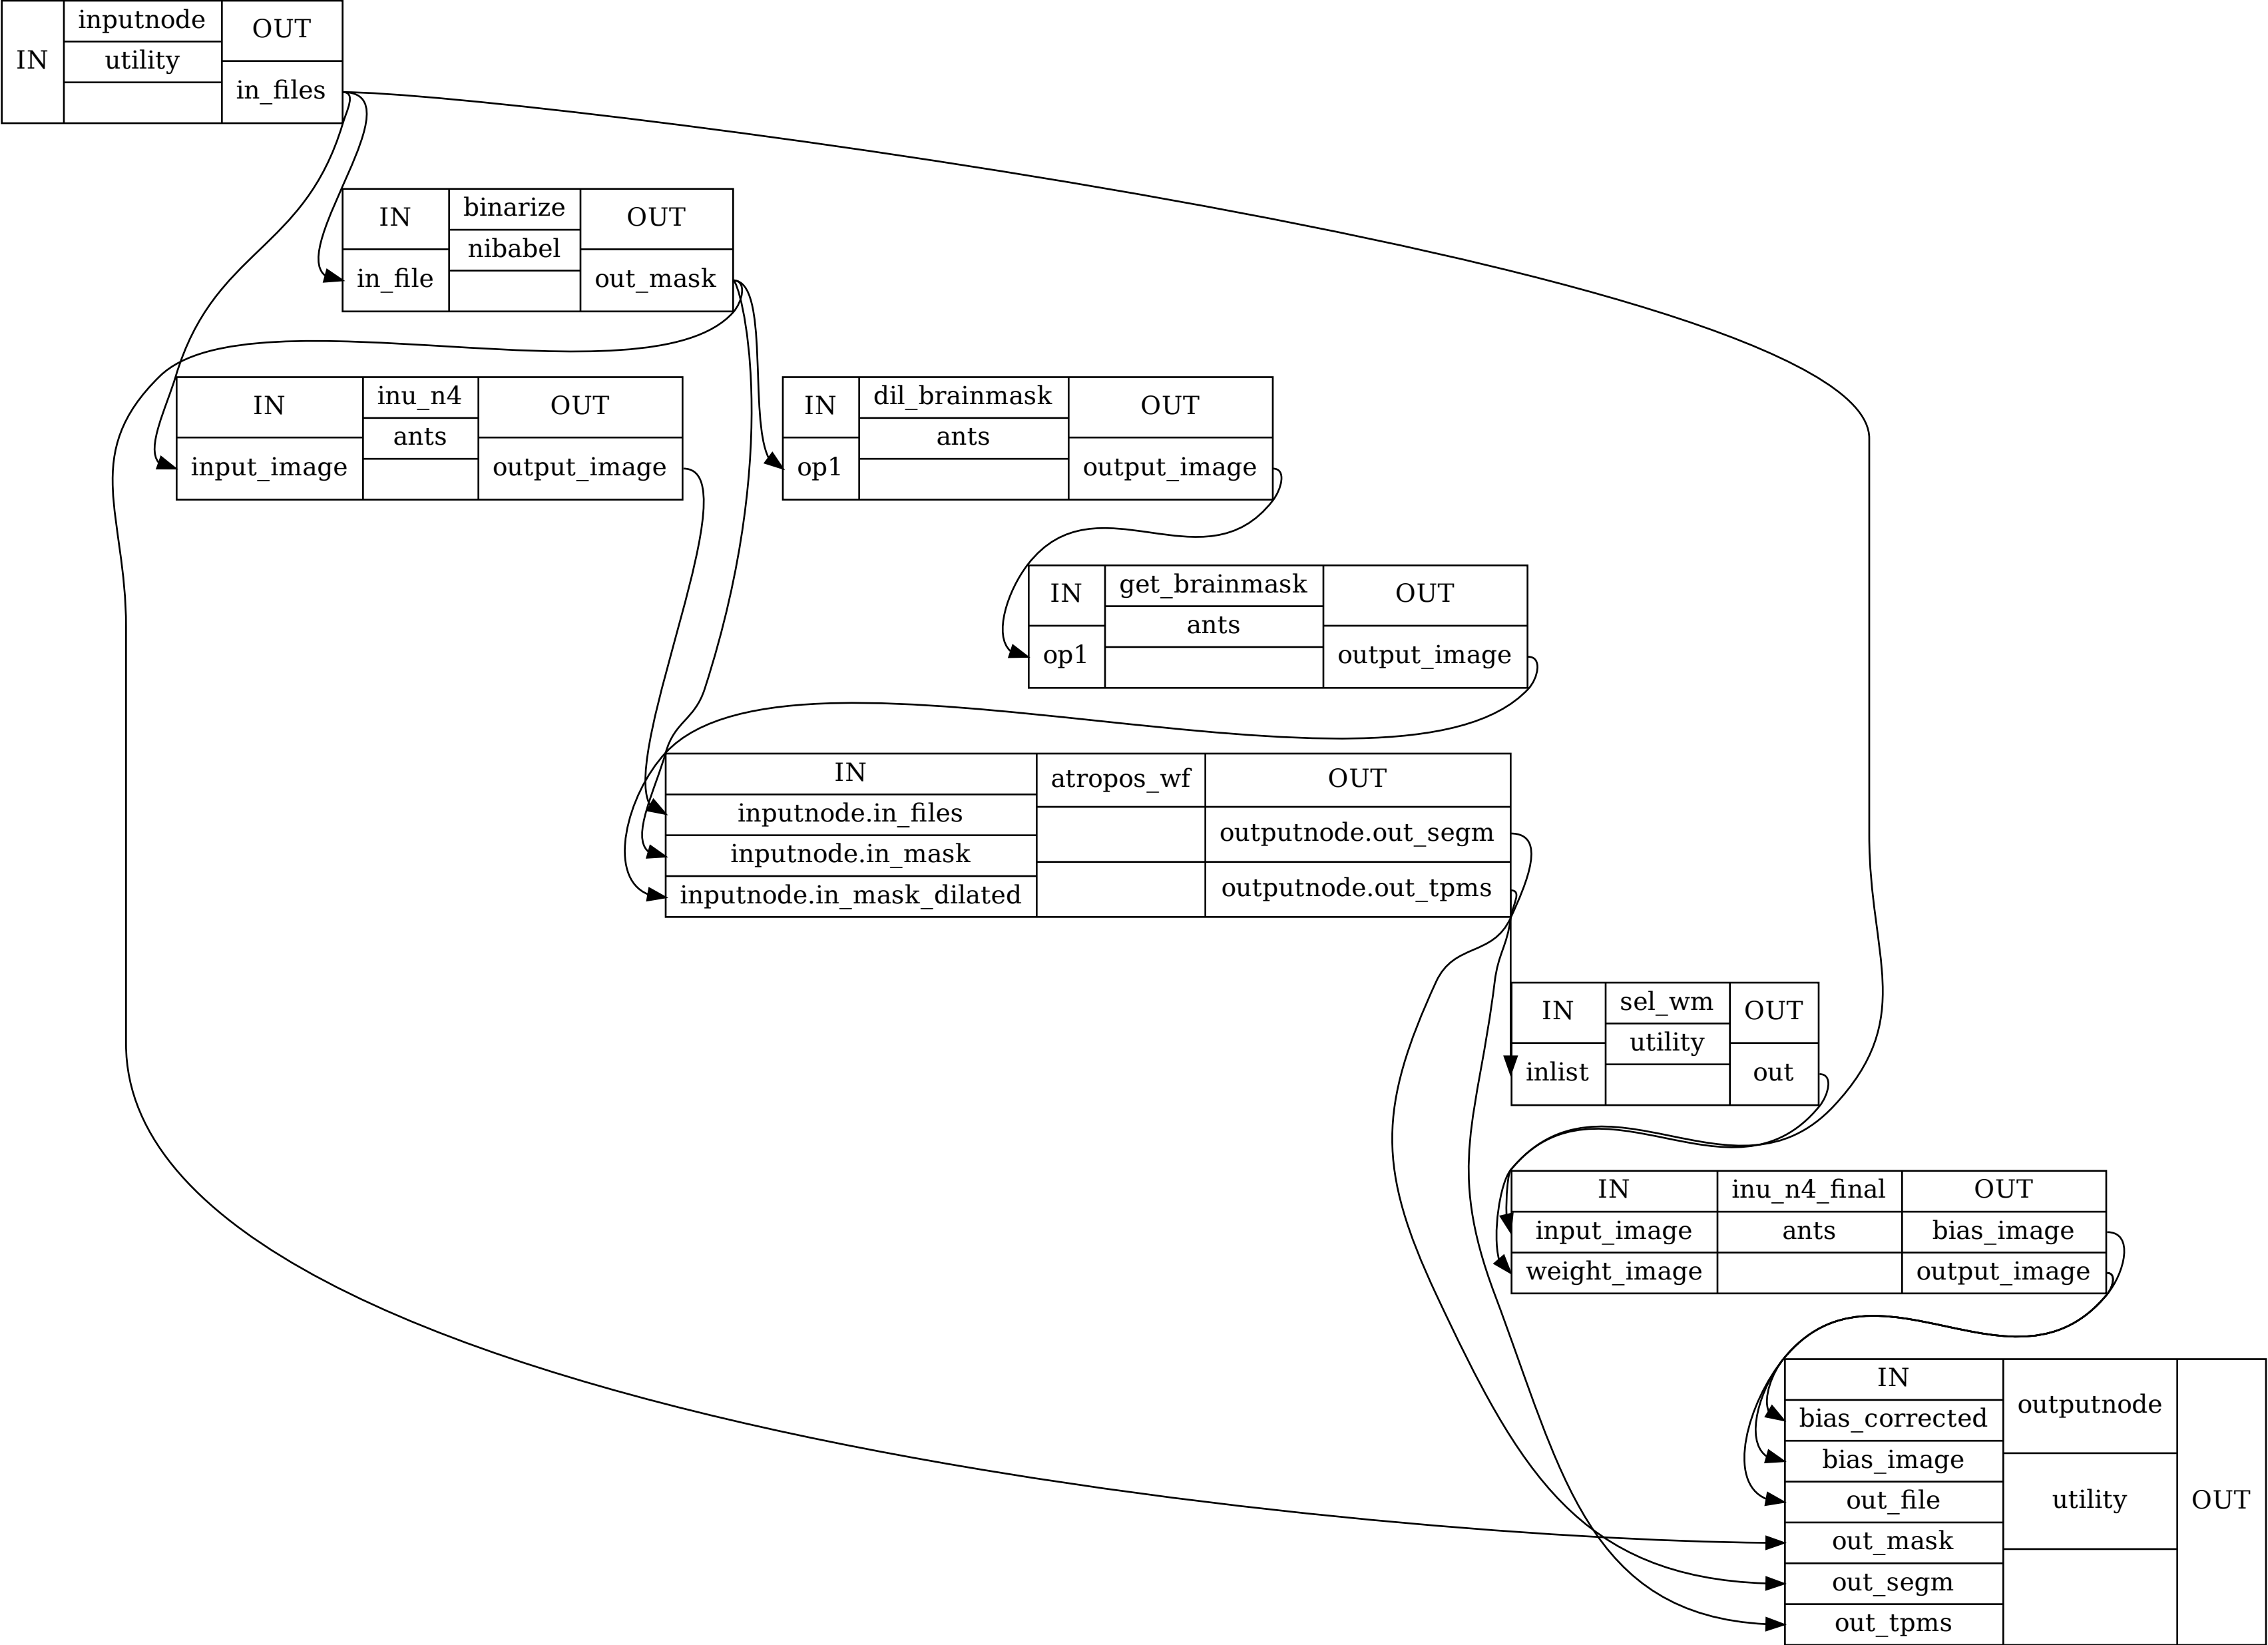 IN
inputnode
utility
OUT
in_files
IN
in_file
binarize
nibabel
OUT
out_mask
IN
input_image
inu_n4
ants
OUT
output_image
IN
op1
dil_brainmask
ants
OUT
output_image
IN
op1
get_brainmask
ants
OUT
output_image
IN
inputnode.in_files
inputnode.in_mask
inputnode.in_mask_dilated
atropos_wf
OUT
outputnode.out_segm
outputnode.out_tpms
IN
inlist
sel_wm
utility
OUT
out
IN
input_image
weight_image
inu_n4_final
ants
OUT
bias_image
output_image
IN
bias_corrected
bias_image
out_file
out_mask
out_segm
out_tpms
outputnode
utility
OUT